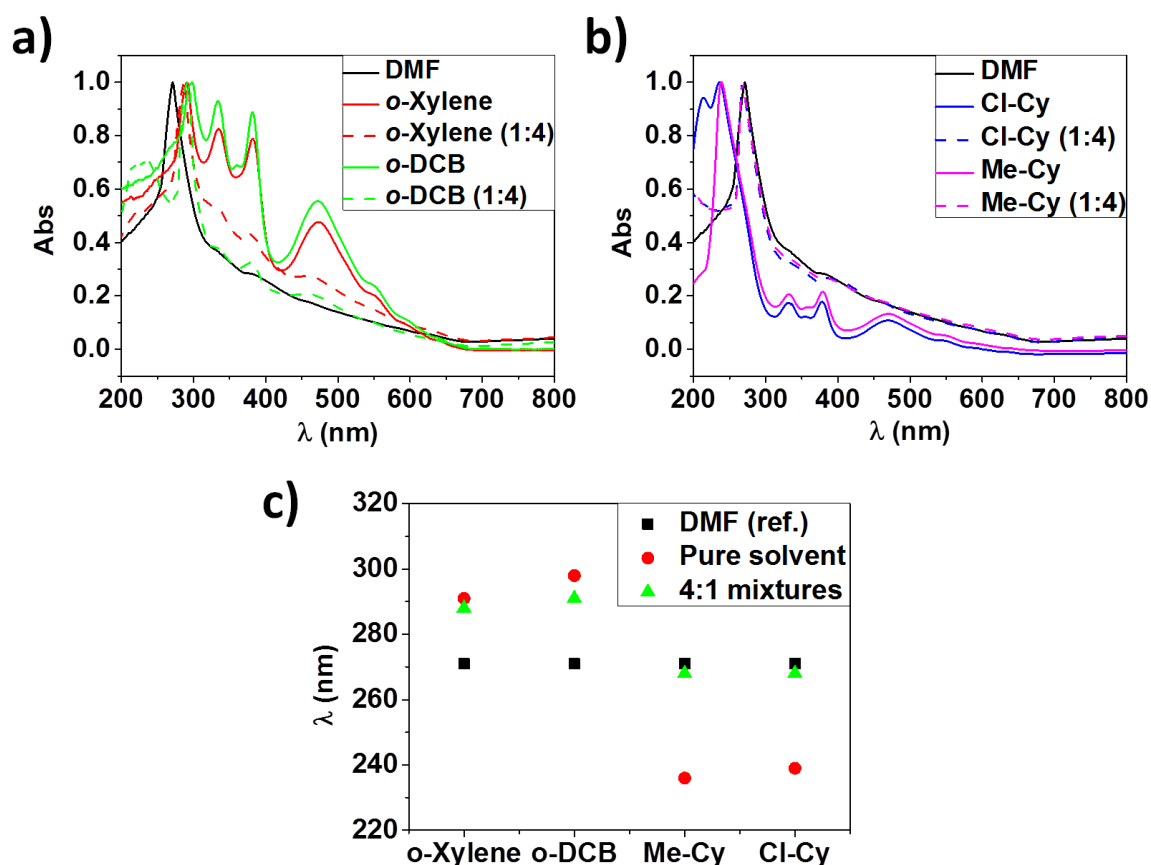 a)
DMF
o-Xylene
o-Xylene (1:4)
o-DCB
o-DCB (1:4)
1.0
0.8
0.6
0.4
0.2
0.0
Abs
200 300 400 500 600 700 800
λ (nm)
b)
DMF
Cl-Cy
Cl-Cy (1:4)
Me-Cy
Me-Cy (1:4)
1.0
0.8
0.6
0.4
0.2
0.0
Abs
200 300 400 500 600 700 800
λ (nm)
c)
DMF (ref.)
Pure solvent
4:1 mixtures
320
300
280
260
240
220
λ (nm)
o-Xylene o-DCB Me-Cy Cl-Cy